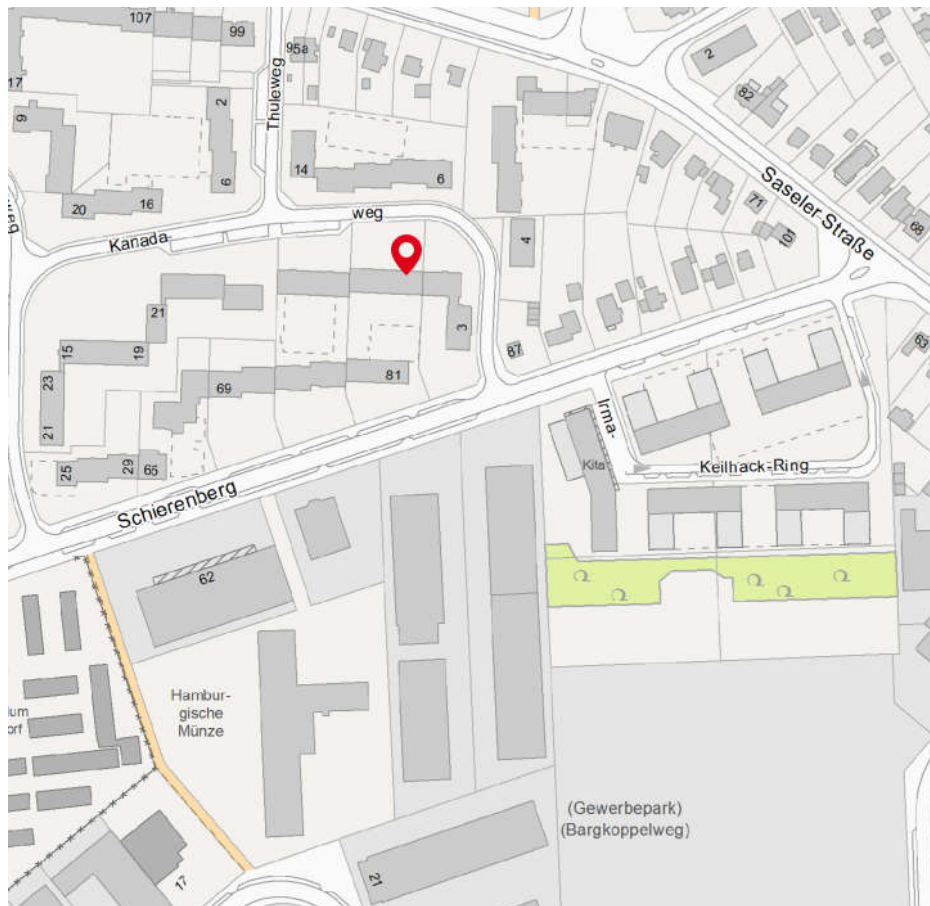 107
99
95a
17
9
2
6
14
6
20
16
Thuleweg
2
82
Saseler Straße
71
101
68
weg
4
Kanada-
21
15
19
23
3
69
81
87
63
21
25
29
65
Irma-
Kita
Keilhack-Ring
Schierenberg
62
Hambur-
gische
Münze
(Gewerbepark)
(Bargkoppelweg)
17
21